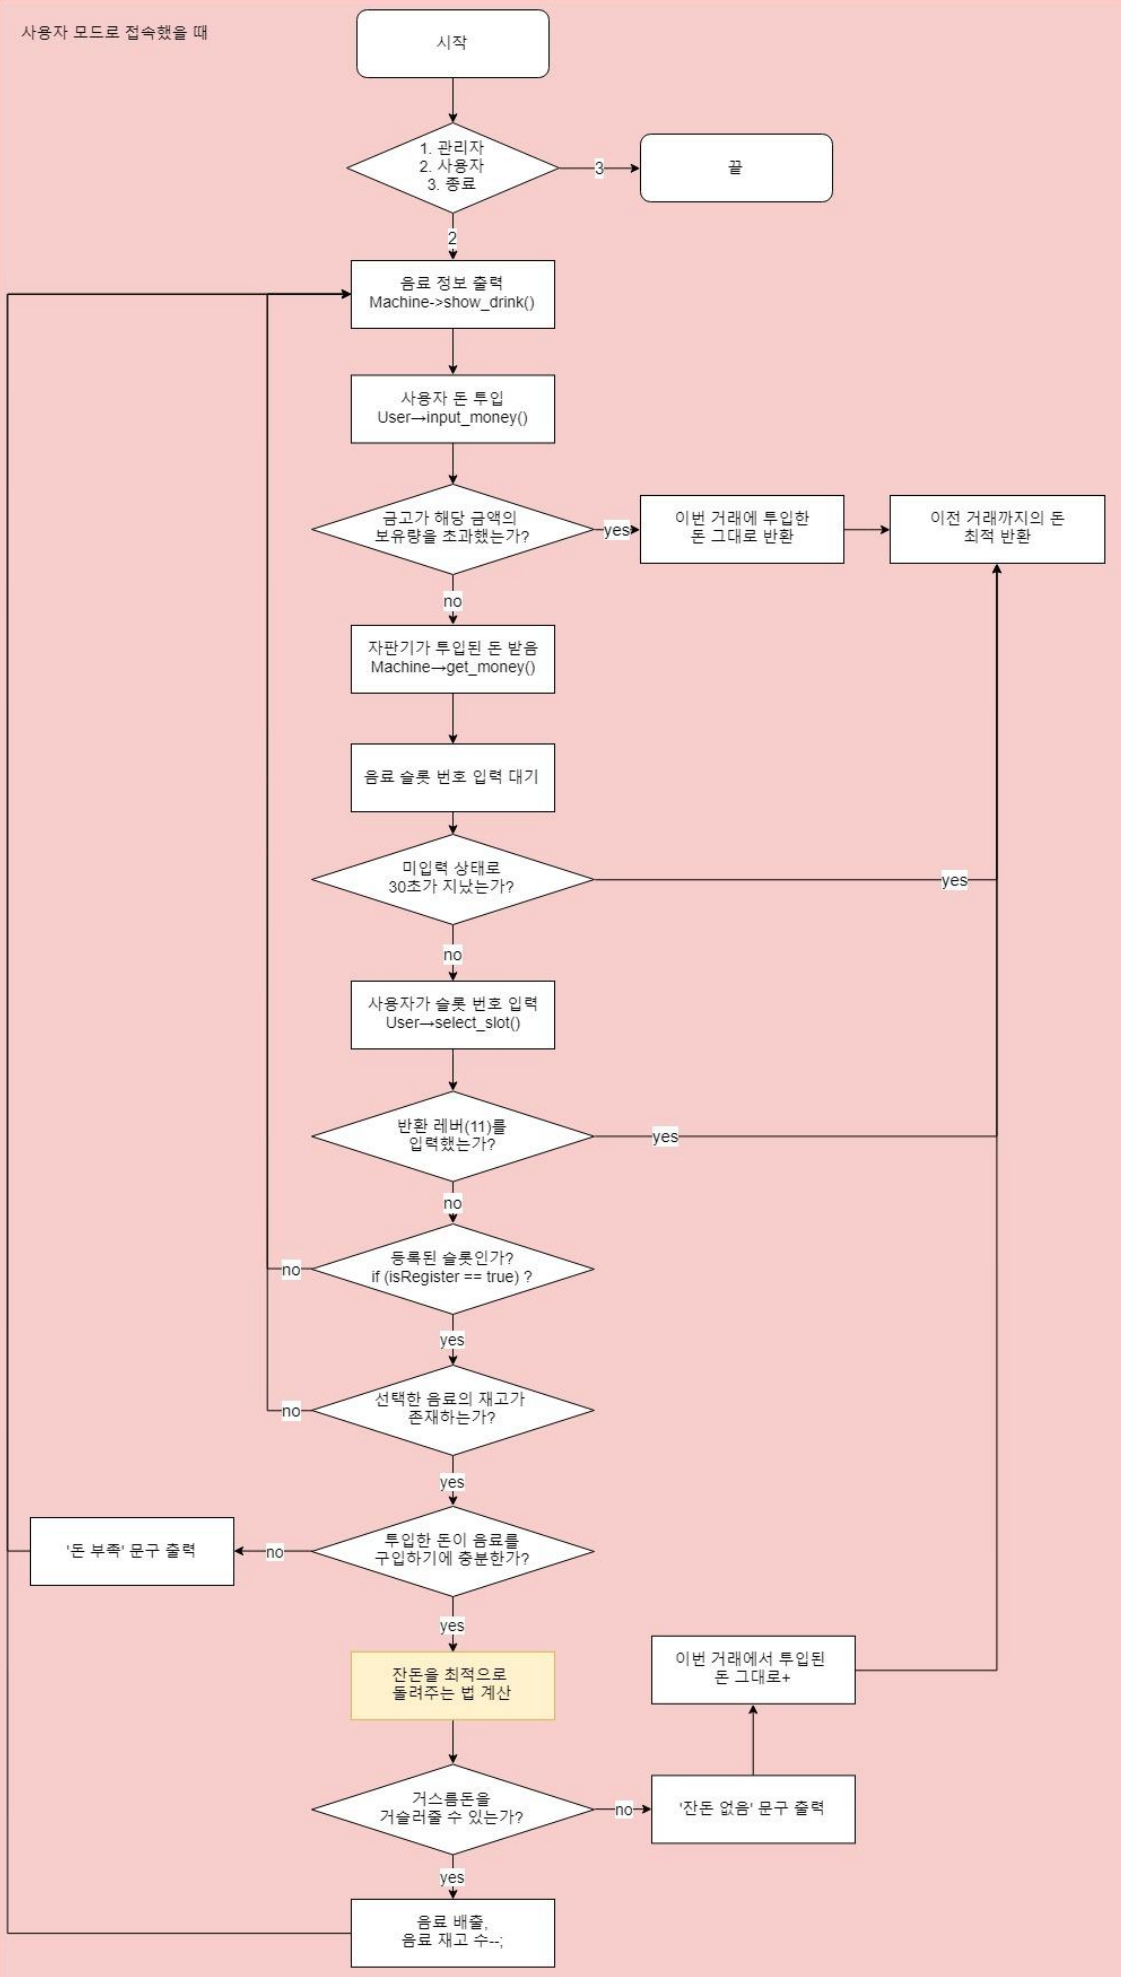 사용자 모드로 접속했을 때
시작
1. 관리자
2. 사용자
3. 종료
3
끝
2
음료 정보 출력
Machine->show_drink()
사용자 돈 투입
User→input_money()
금고가 해당 금액의
보유량을 초과했는가?
yes
이번 거래에 투입한
돈 그대로 반환
이전 거래까지의 돈
최적 반환
no
자판기가 투입된 돈 받음
Machine→get_money()
음료 슬롯 번호 입력 대기
미입력 상태로
30초가 지났는가?
yes
no
사용자가 슬롯 번호 입력
User→select_slot()
반환 레버(11)를
입력했는가?
yes
no
등록된 슬롯인가?
if (isRegister == true) ?
no
yes
선택한 음료의 재고가
존재하는가?
no
yes
투입한 돈이 음료를
구입하기에 충분한가?
no
'돈 부족' 문구 출력
yes
잔돈을 최적으로
돌려주는 법 계산
이번 거래에서 투입된
돈 그대로+
거스름돈을
거슬러줄 수 있는가?
no
'잔돈 없음' 문구 출력
yes
음료 배출,
음료 재고 수--;